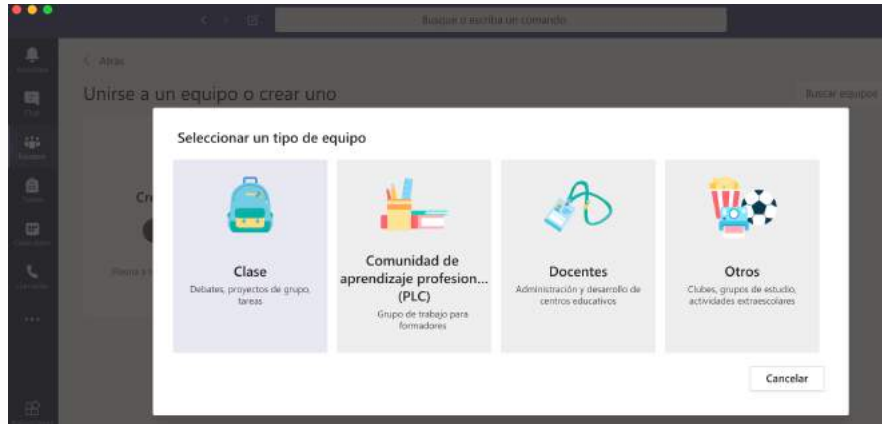 Busque o escriba un comando
Atrás
Unirse a un equipo o crear uno
Buscar equipos
Seleccionar un tipo de equipo
Cre
Clase
Debates, proyectos de grupo,
tareas
Comunidad de
aprendizaje profesion...
(PLC)
Grupo de trabajo para
formadores
Docentes
Administración y desarrollo de
centros educativos
Otros
Clubes, grupos de estudio,
actividades extraescolares
Cancelar